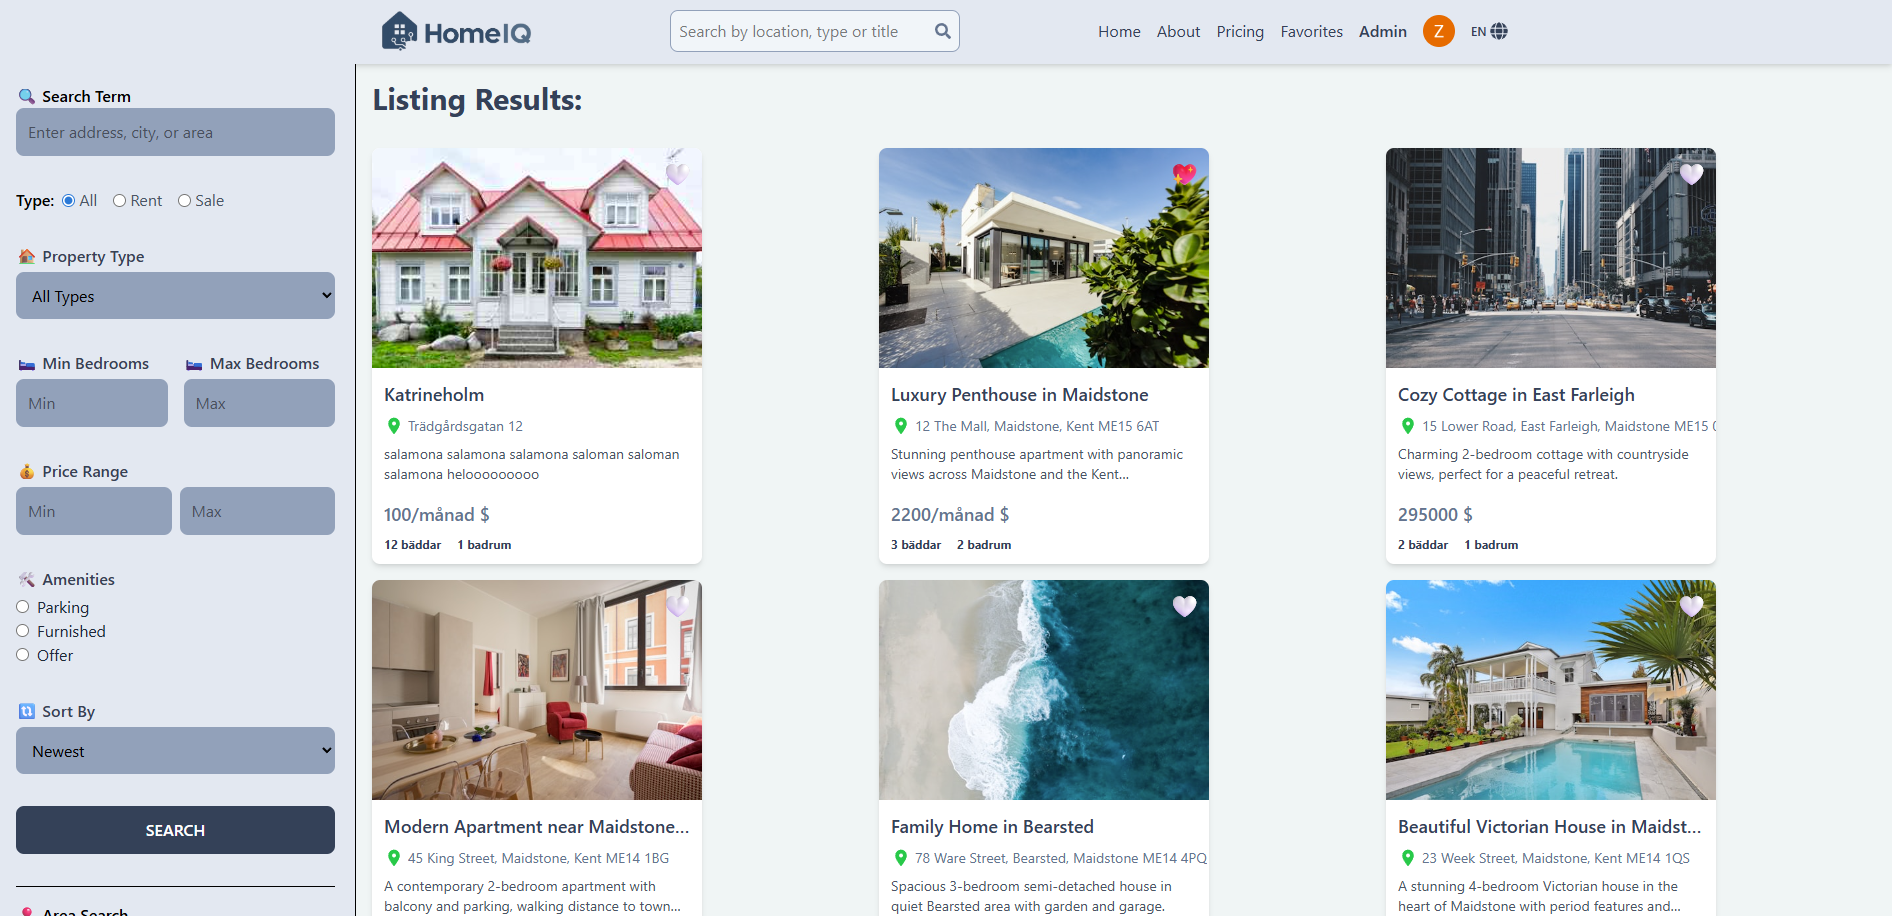 HomeIQ
Search by location, type or title
Home
About
Pricing
Favorites
Admin
Z
EN
Search Term
Enter address, city, or area
Type:
All
Rent
Sale
Property Type
All Types
Min Bedrooms
Max Bedrooms
Min
Max
Price Range
Min
Max
Amenities
Parking
Furnished
Offer
Sort By
Newest
SEARCH
Area Search
Listing Results:
Katrineholm
Trädgårdsgatan 12
salamona salamona salamona saloman saloman
salamona heloooooooo
100/månad $
12 bäddar 1 badrum
Luxury Penthouse in Maidstone
12 The Mall, Maidstone, Kent ME15 6AT
Stunning penthouse apartment with panoramic
views across Maidstone and the Kent...
2200/månad $
3 bäddar 2 badrum
Cozy Cottage in East Farleigh
15 Lower Road, East Farleigh, Maidstone ME15
Charming 2-bedroom cottage with countryside
views, perfect for a peaceful retreat.
295000 $
2 bäddar 1 badrum
Modern Apartment near Maidstone...
45 King Street, Maidstone, Kent ME14 1BG
A contemporary 2-bedroom apartment with
balcony and parking, walking distance to town...
Family Home in Bearsted
78 Ware Street, Bearsted, Maidstone ME14 4PQ
Spacious 3-bedroom semi-detached house in
quiet Bearsted area with garden and garage.
Beautiful Victorian House in Maidst...
23 Week Street, Maidstone, Kent ME14 1QS
A stunning 4-bedroom Victorian house in the
heart of Maidstone with period features and...